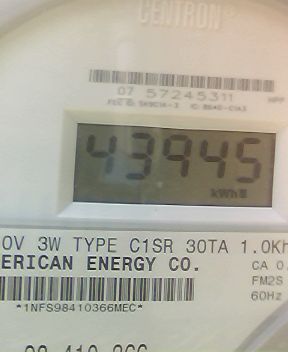 CENTRON®
07 57245311
43945
kWh
0V 3W TYPE C1SR 30TA 1.0Kh
ERICAN ENERGY CO.
CA 0.
FM2S
*1NFS98410366MEC*
60Hz